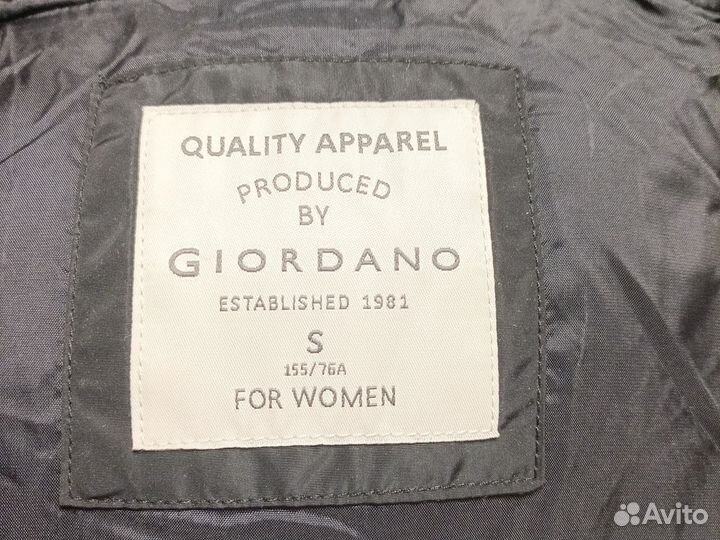 QUALITY APPAREL
PRODUCED
BY
GIORDANO
ESTABLISHED 1981
S
155/76A
FOR WOMEN
Avito